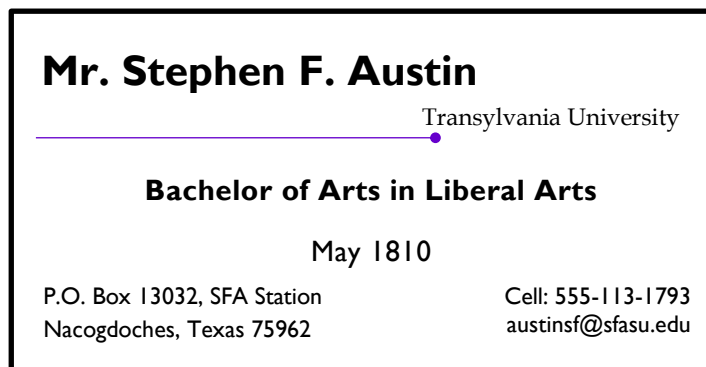 Mr. Stephen F. Austin
Transylvania University
Bachelor of Arts in Liberal Arts
May 1810
P.O. Box 13032, SFA Station
Nacogdoches, Texas 75962
Cell: 555-113-1793
austinsf@sfasu.edu